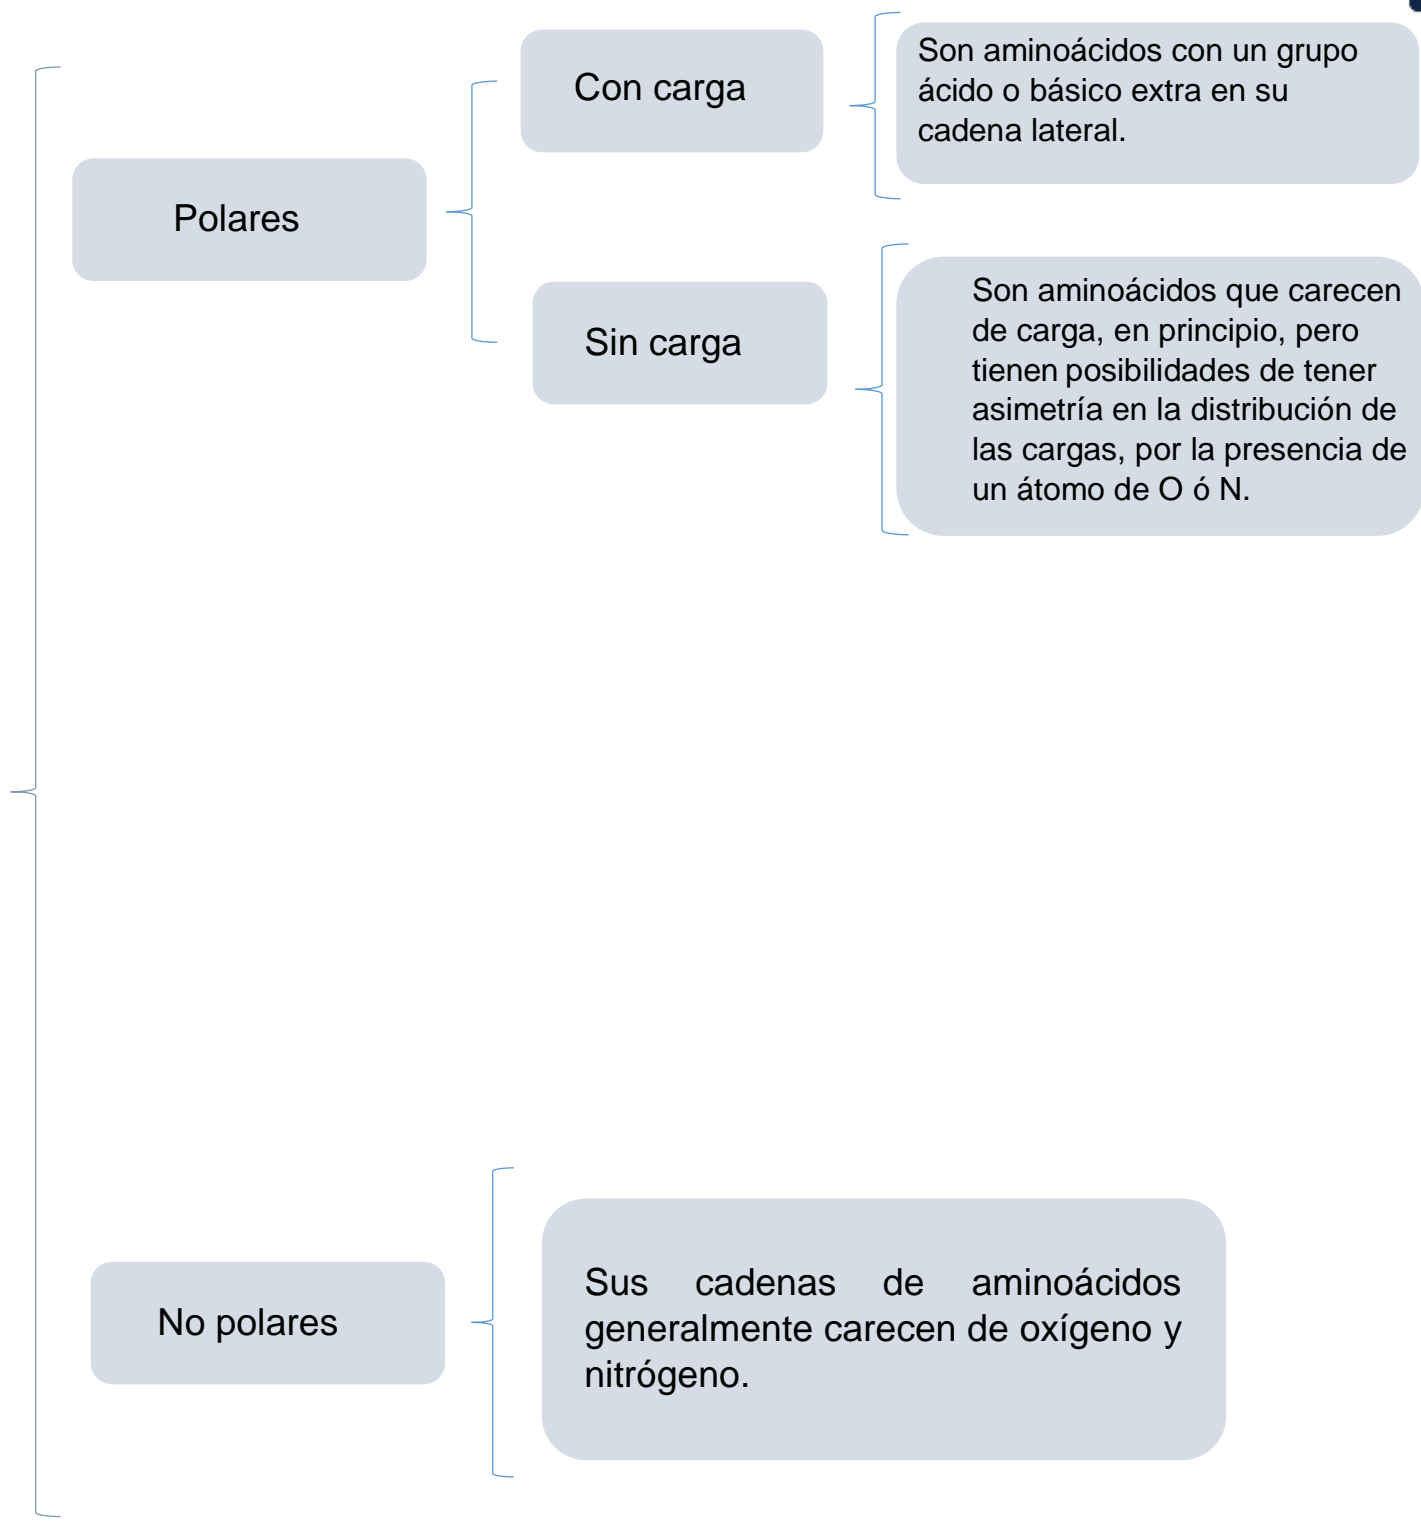 Con carga
Son aminoácidos con un grupo
ácido o básico extra en su
cadena lateral.
Polares
Sin carga
Son aminoácidos que carecen
de carga, en principio, pero
tienen posibilidades de tener
asimetría en la distribución de
las cargas, por la presencia de
un átomo de O ó N.
No polares
Sus cadenas de aminoácidos
generalmente carecen de oxígeno y
nitrógeno.